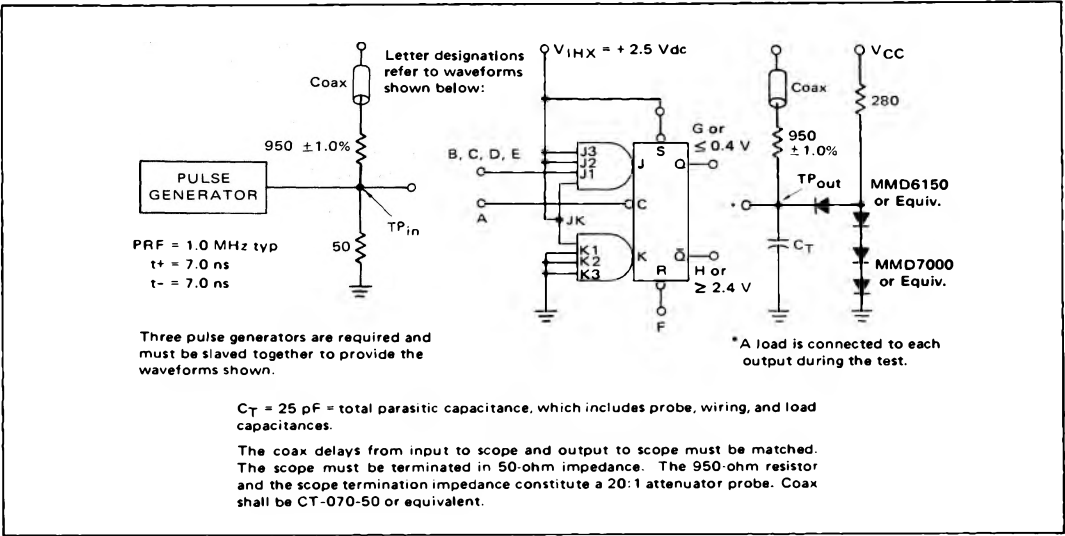 Letter designations
refer to waveforms
shown below:
Coax
950 ±1.0%
PULSE
GENERATOR
TPin
50
PRF = 1.0 MHz typ
t+ = 7.0 ns
t- = 7.0 ns
Three pulse generators are required and
must be slaved together to provide the
waveforms shown.
VIHX = + 2.5 Vdc
B, C, D, E
A
J3
J2
J1
J
S
Q
C
JK
K1
K2
K3
K
Q̄
R
F
G or
≤ 0.4 V
H or
≥ 2.4 V
Coax
950
± 1.0%
TPout
*
CT
VCC
280
MMD6150
or Equiv.
MMD7000
or Equiv.
*A load is connected to each
output during the test.
CT = 25 pF = total parasitic capacitance, which includes probe, wiring, and load
capacitances.
The coax delays from input to scope and output to scope must be matched.
The scope must be terminated in 50-ohm impedance. The 950-ohm resistor
and the scope termination impedance constitute a 20:1 attenuator probe. Coax
shall be CT-070-50 or equivalent.